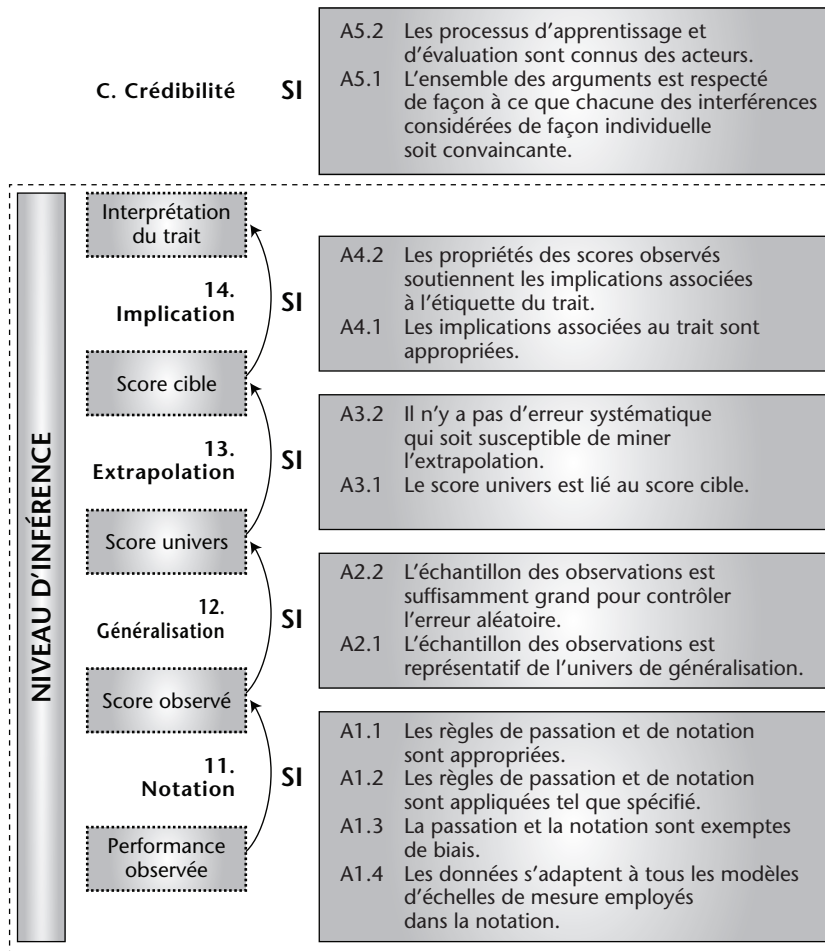 C. Crédibilité
SI
A5.2 Les processus d'apprentissage et
d'évaluation sont connus des acteurs.
A5.1 L'ensemble des arguments est respecté
de façon à ce que chacune des interférences
considérées de façon individuelle
soit convaincante.
NIVEAU D'INFÉRENCE
Interprétation
du trait
14.
Implication
SI
A4.2 Les propriétés des scores observés
soutiennent les implications associées
à l'étiquette du trait.
A4.1 Les implications associées au trait sont
appropriées.
Score cible
13.
Extrapolation
SI
A3.2 Il n'y a pas d'erreur systématique
qui soit susceptible de miner
l'extrapolation.
A3.1 Le score univers est lié au score cible.
Score univers
12.
Généralisation
SI
A2.2 L'échantillon des observations est
suffisamment grand pour contrôler
l'erreur aléatoire.
A2.1 L'échantillon des observations est
représentatif de l'univers de généralisation.
Score observé
11.
Notation
SI
A1.1 Les règles de passation et de notation
sont appropriées.
A1.2 Les règles de passation et de notation
sont appliquées tel que spécifié.
A1.3 La passation et la notation sont exemptes
de biais.
A1.4 Les données s'adaptent à tous les modèles
d'échelles de mesure employés
dans la notation.
Performance
observée